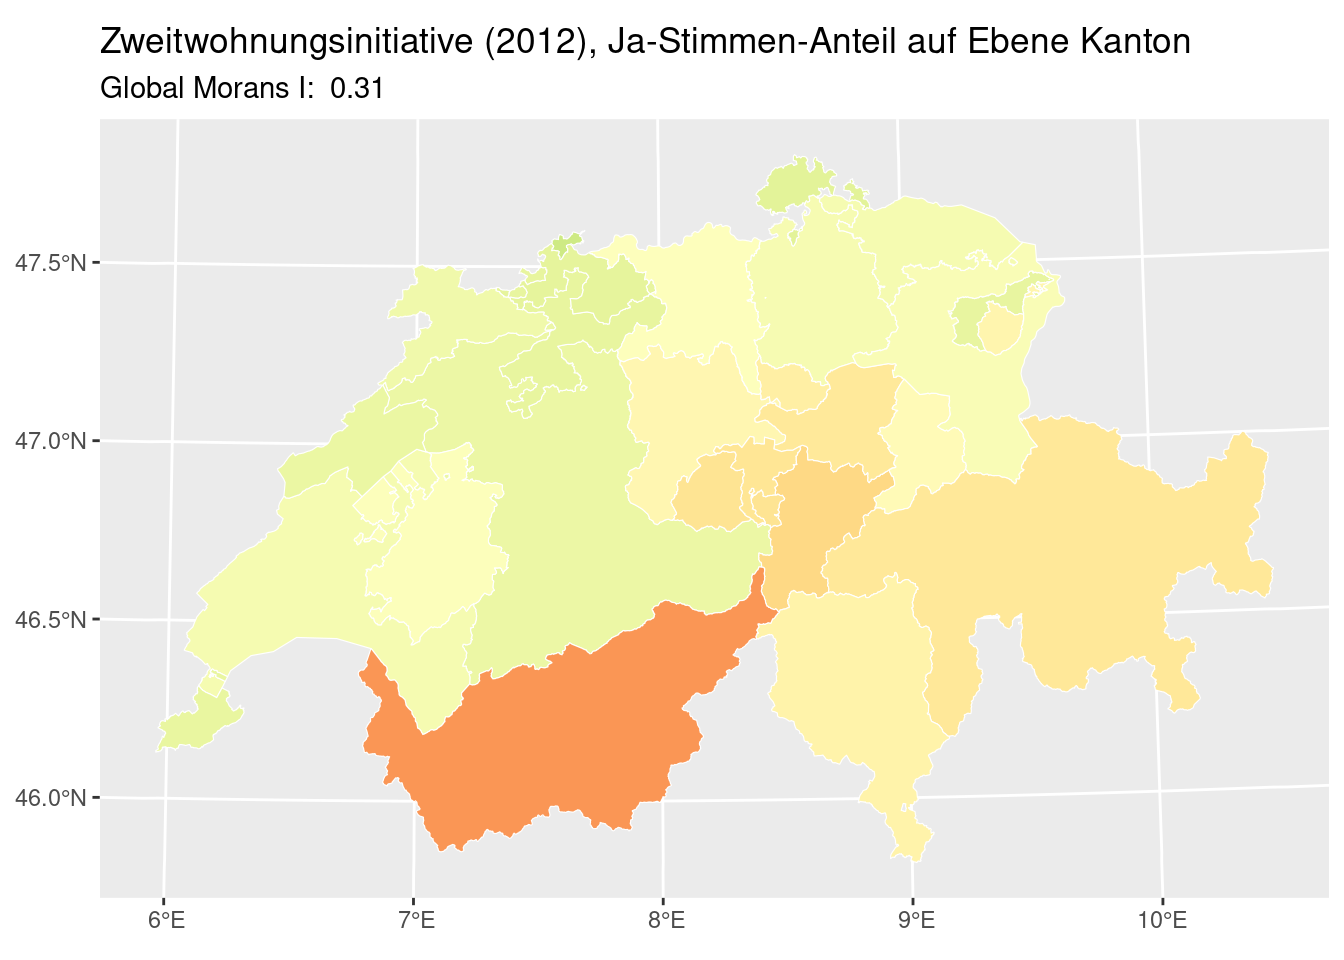 Zweitwohnungsinitiative (2012), Ja-Stimmen-Anteil auf Ebene Kanton
Global Morans I:  0.31
47.5°N
47.0°N
46.5°N
46.0°N
6°E
7°E
8°E
9°E
10°E